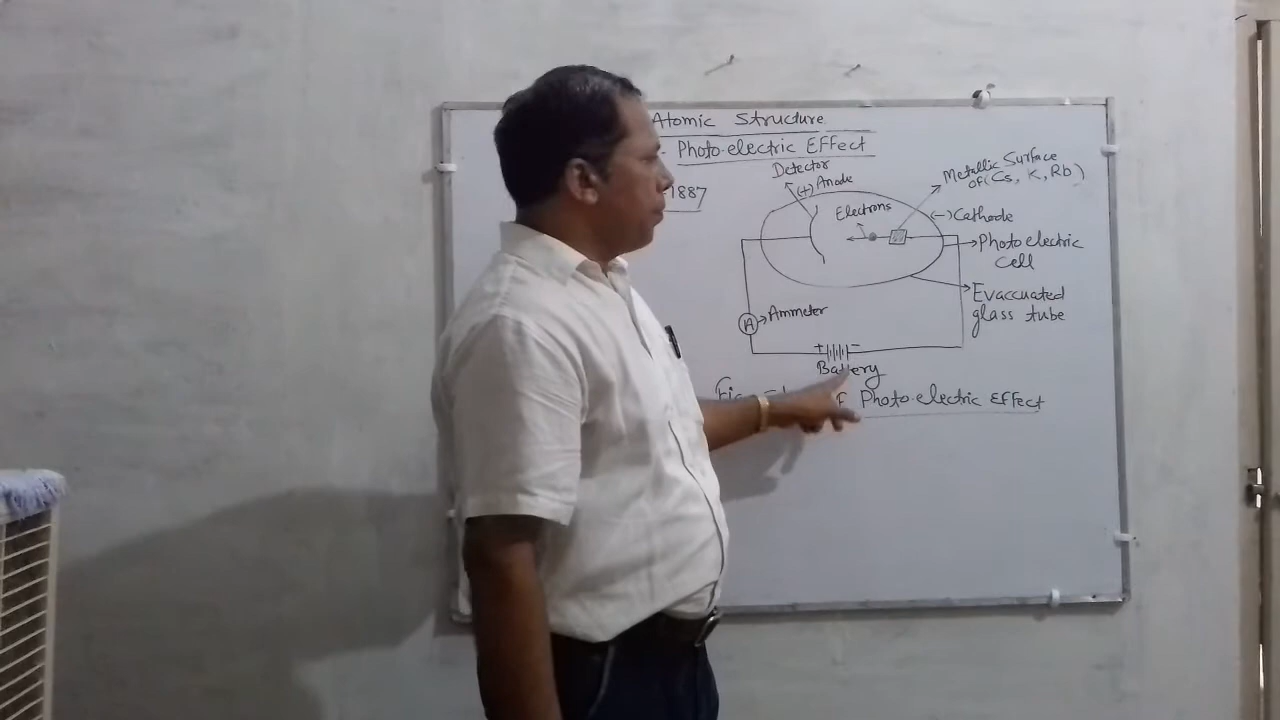 Atomic Structure
- Photo-electric Effect
-1887
Detector
(+) Anode
Electrons
Metallic Surface
of (Cs, K, Rb)
(-) Cathode
Photo electric
cell
Evaccuated
glass tube
A
Ammeter
+ -
Battery
Photo-electric Effect